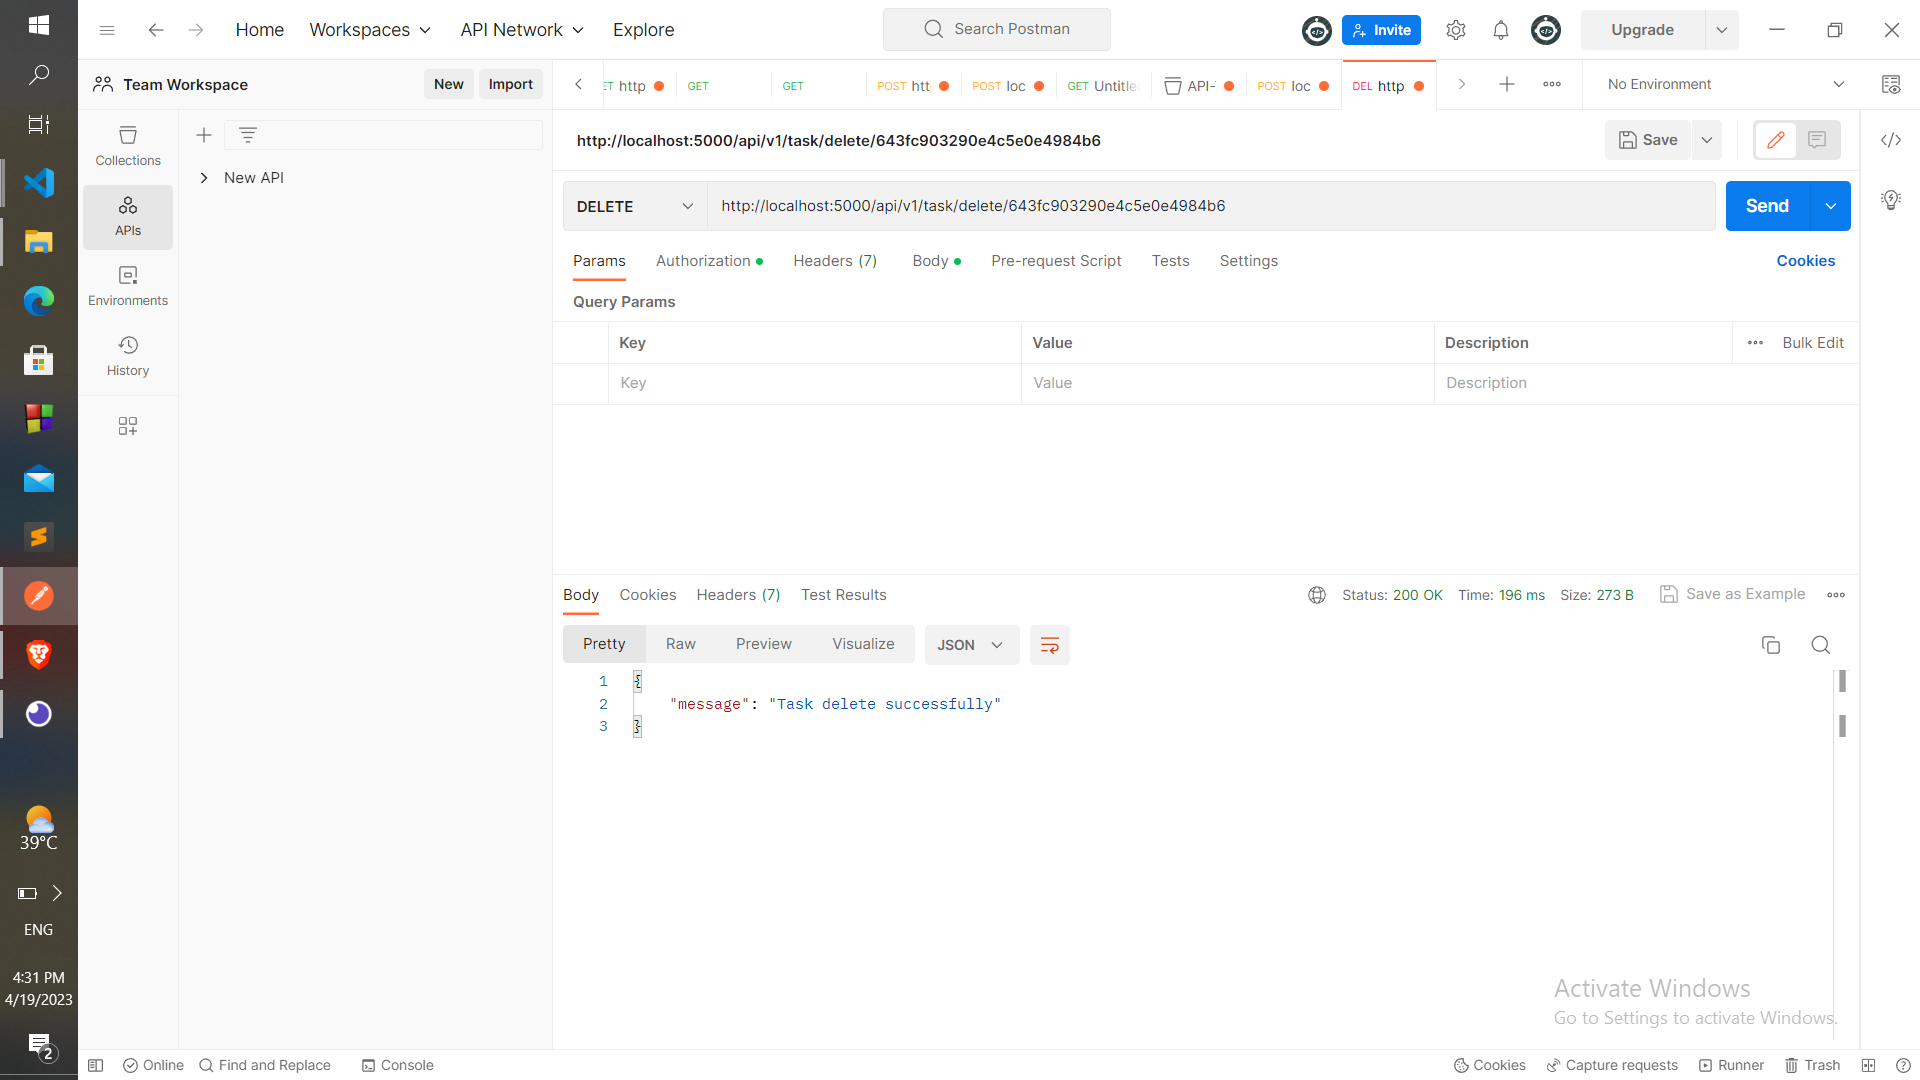 Home
Workspaces
API Network
Explore
Search Postman
Invite
Upgrade
Team Workspace
New
Import
ET http
GET
GET
POST htt
POST loc
GET Untitle
API-
POST loc
DEL http:
No Environment
Collections
APIs
Environments
History
New API
http://localhost:5000/api/v1/task/delete/643fc903290e4c5e0e4984b6
Save
DELETE
http://localhost:5000/api/v1/task/delete/643fc903290e4c5e0e4984b6
Send
Params
Authorization
Headers (7)
Body
Pre-request Script
Tests
Settings
Cookies
Query Params
Key
Value
Description
Bulk Edit
Key
Value
Description
Body
Cookies
Headers (7)
Test Results
Status: 200 OK
Time: 196 ms
Size: 273 B
Save as Example
Pretty
Raw
Preview
Visualize
JSON
1 {
2 "message": "Task delete successfully"
3 }
39°C
ENG
4:31 PM
4/19/2023
2
Activate Windows
Go to Settings to activate Windows.
Online
Find and Replace
Console
Cookies
Capture requests
Runner
Trash